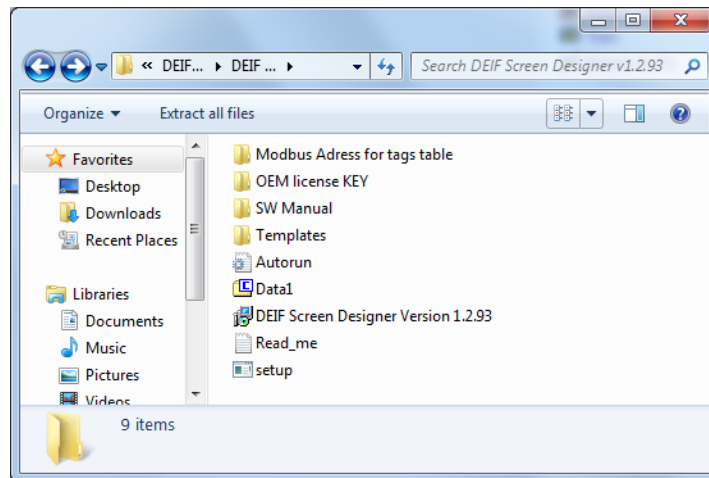 « DEIF... ▸ DEIF ... ▸ Search DEIF Screen Designer v1.2.93
Organize Extract all files
Favorites
Desktop
Downloads
Recent Places
Libraries
Documents
Music
Pictures
Videos
Modbus Adress for tags table
OEM license KEY
SW Manual
Templates
Autorun
Data1
DEIF Screen Designer Version 1.2.93
Read_me
setup
9 items